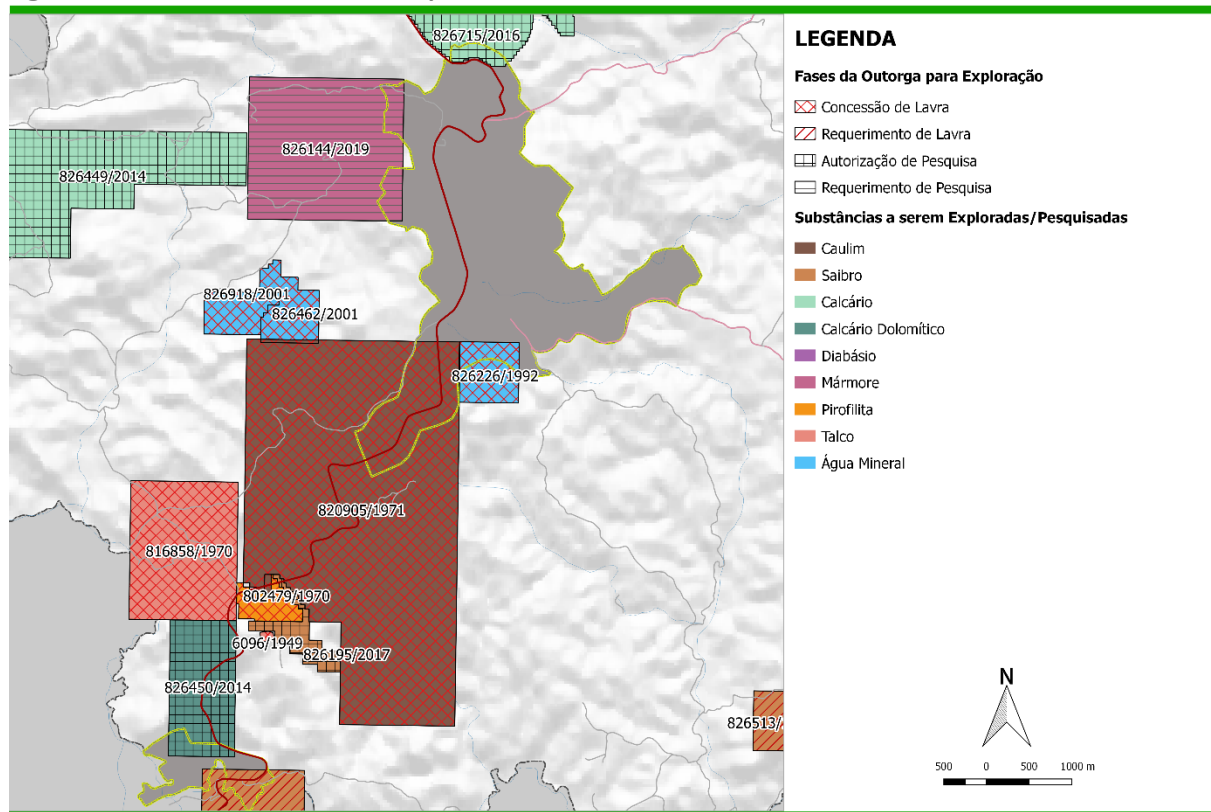 826715/2016
826144/2019
826449/2014
826918/2001
826462/2001
826226/1992
820905/1971
816858/1970
802479/1970
6096/1949
826195/2017
826450/2014
826513/
LEGENDA
Fases da Outorga para Exploração
Concessão de Lavra
Requerimento de Lavra
Autorização de Pesquisa
Requerimento de Pesquisa
Substâncias a serem Exploradas/Pesquisadas
Caulim
Saibro
Calcário
Calcário Dolomítico
Diabásio
Mármore
Pirofilita
Talco
Água Mineral
N
500 0 500 1000 m